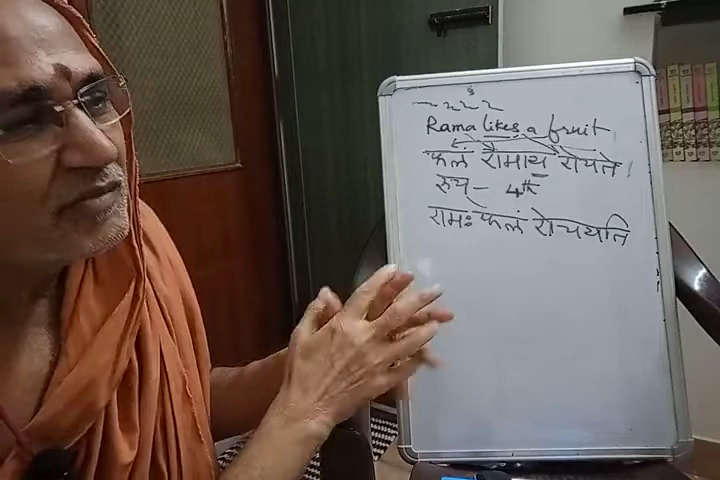 Rama likes a fruit
फलं रामाय रोचते।
रुच् - 4th
रामः फलं रोचयति